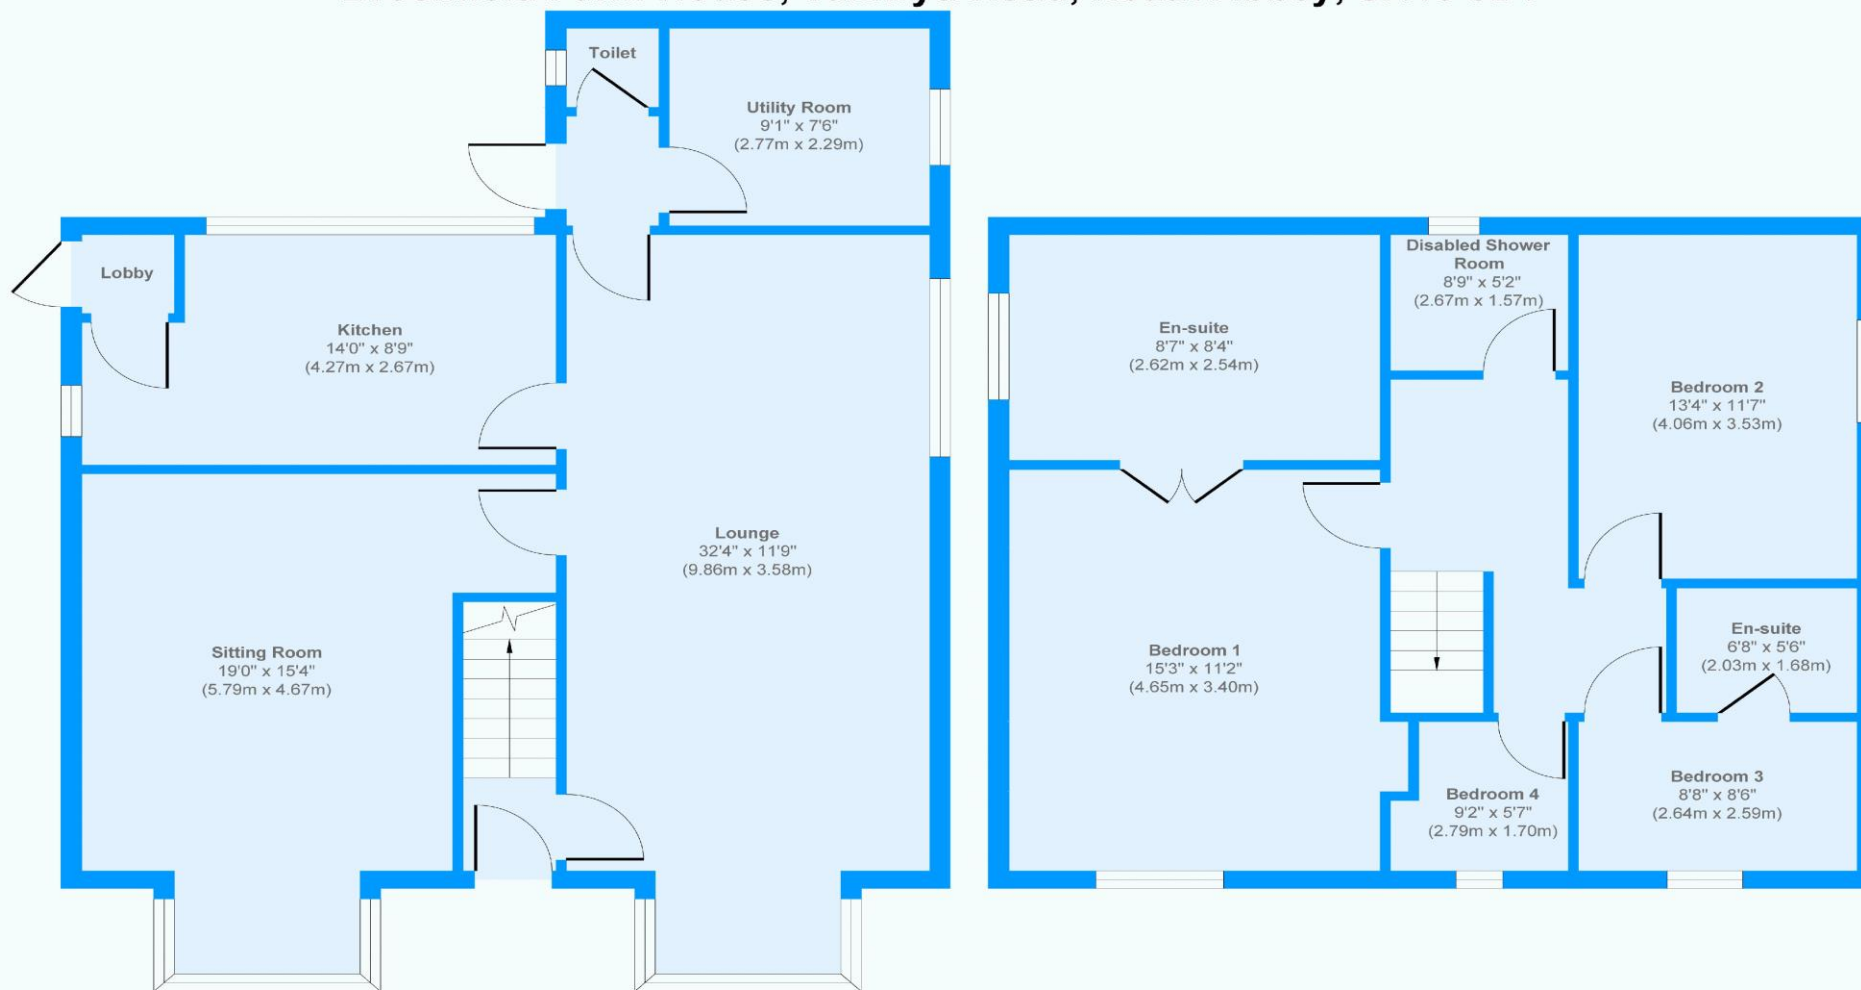 Toilet
Utility Room
9'1" x 7'6"
(2.77m x 2.29m)
Lobby
Kitchen
14'0" x 8'9"
(4.27m x 2.67m)
Lounge
32'4" x 11'9"
(9.86m x 3.58m)
Sitting Room
19'0" x 15'4"
(5.79m x 4.67m)
En-suite
8'7" x 8'4"
(2.62m x 2.54m)
Disabled Shower
Room
8'9" x 5'2"
(2.67m x 1.57m)
Bedroom 2
13'4" x 11'7"
(4.06m x 3.53m)
Bedroom 1
15'3" x 11'2"
(4.65m x 3.40m)
En-suite
6'8" x 5'6"
(2.03m x 1.68m)
Bedroom 4
9'2" x 5'7"
(2.79m x 1.70m)
Bedroom 3
8'8" x 8'6"
(2.64m x 2.59m)